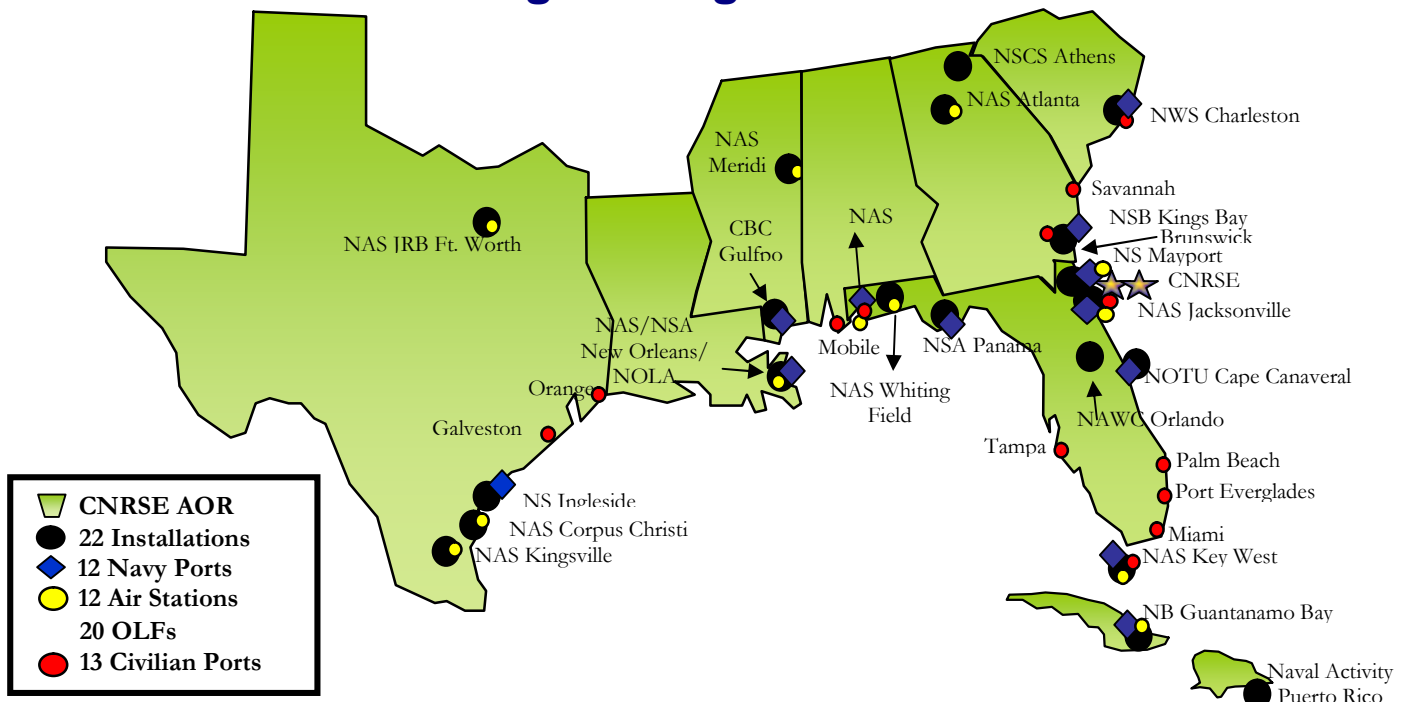 NSCS Athens
NAS Atlanta
NWS Charleston
NAS
Meridi
Savannah
NAS
NSB Kings Bay
CBC
Gulfpo
Brunswick
NAS JRB Ft. Worth
NS Mayport
CNRSE
NAS Jacksonville
NAS/NSA
New Orleans/
NOLA
Mobile
NSA Panama
NAS Whiting
Field
NOTU Cape Canaveral
Orange
NAWC Orlando
Galveston
Tampa
Palm Beach
Port Everglades
NS Ingleside
NAS Corpus Christi
NAS Kingsville
Miami
NAS Key West
NB Guantanamo Bay
Naval Activity
Puerto Rico
CNRSE AOR
22 Installations
12 Navy Ports
12 Air Stations
20 OLFs
13 Civilian Ports